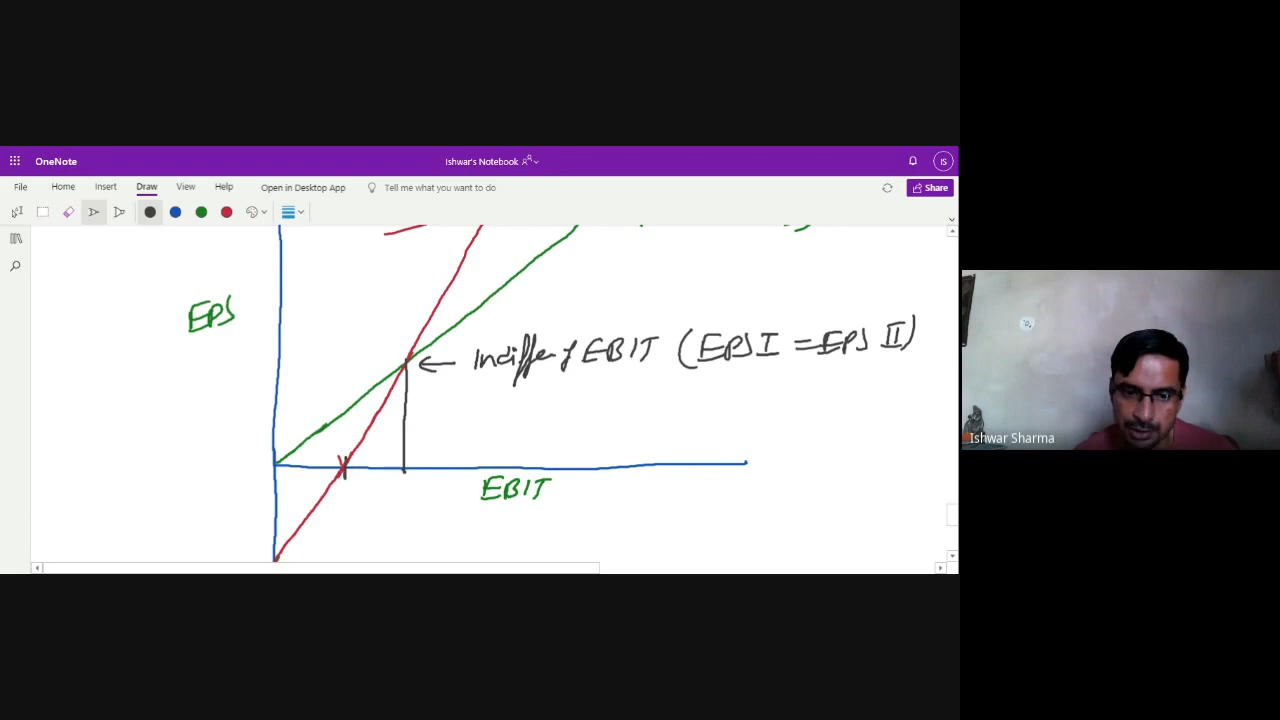 OneNote
Ishwar's Notebook
IS
File Home Insert Draw View Help Open in Desktop App Tell me what you want to do
Share
EPS
EBIT (EPS I = EPS II)
EBIT
Ishwar Sharma